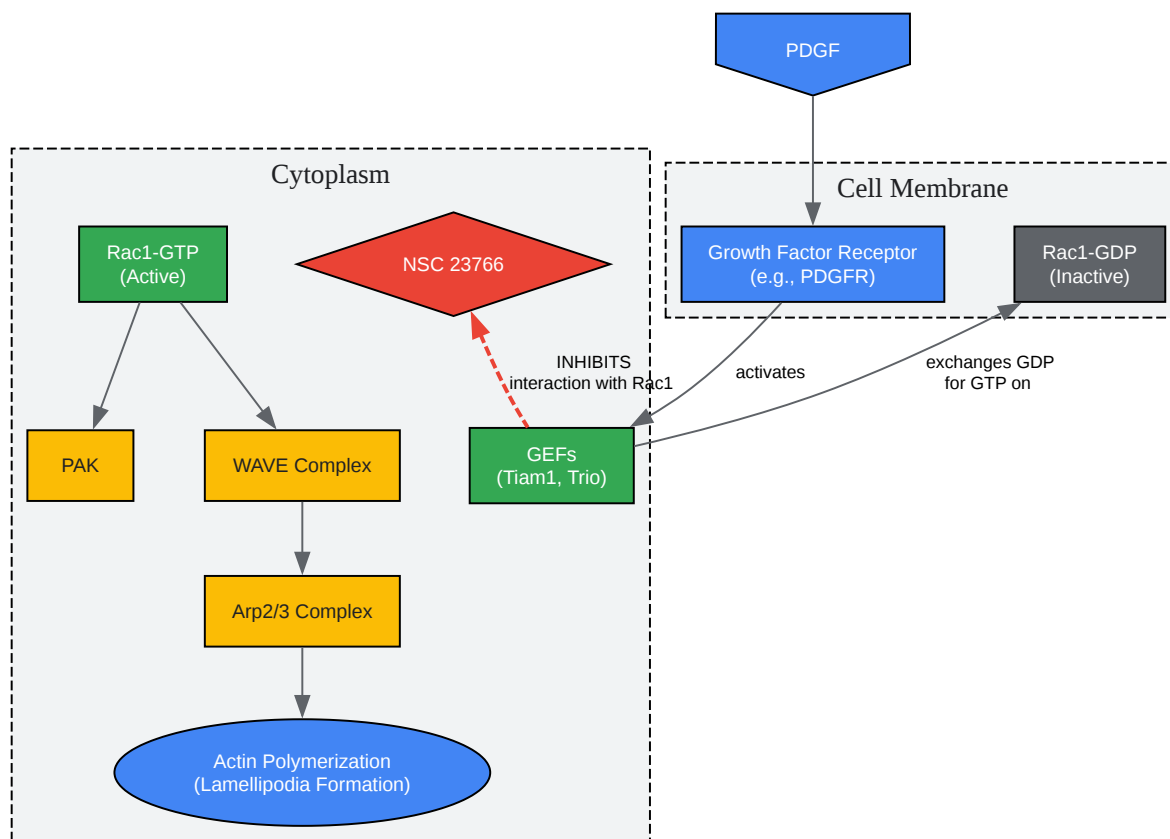 PDGF
Cytoplasm
Cell Membrane
Rac1-GTP
(Active)
NSC 23766
Growth Factor Receptor
(e.g., PDGFR)
Rac1-GDP
(Inactive)
INHIBITS
interaction with Rac1
activates
exchanges GDP
for GTP on
PAK
WAVE Complex
GEFs
(Tiam1, Trio)
Arp2/3 Complex
Actin Polymerization
(Lamellipodia Formation)